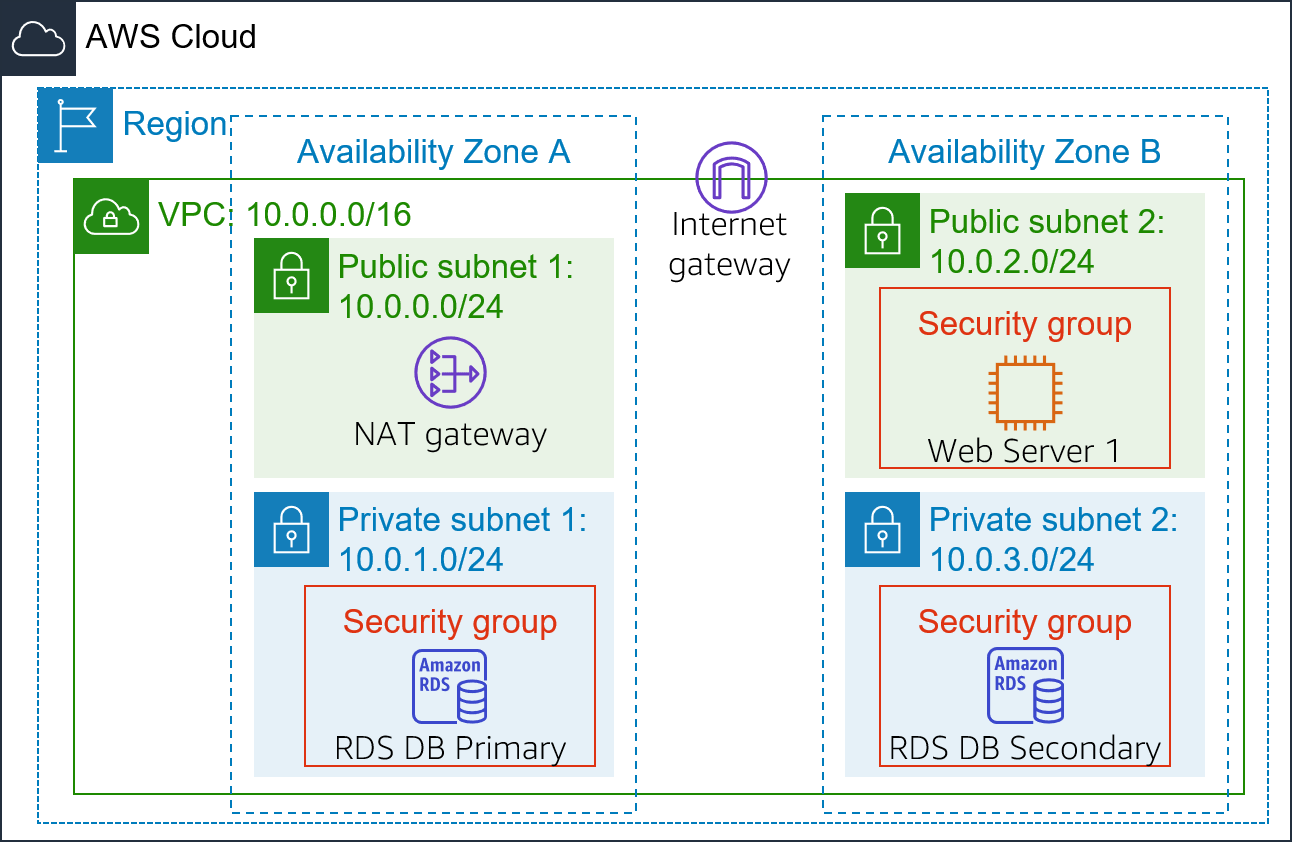 AWS Cloud
Region
Availability Zone A
Availability Zone B
VPC: 10.0.0.0/16
Internet
gateway
Public subnet 1:
10.0.0.0/24
NAT gateway
Public subnet 2:
10.0.2.0/24
Security group
Web Server 1
Private subnet 1:
10.0.1.0/24
Security group
Amazon
RDS
RDS DB Primary
Private subnet 2:
10.0.3.0/24
Security group
Amazon
RDS
RDS DB Secondary